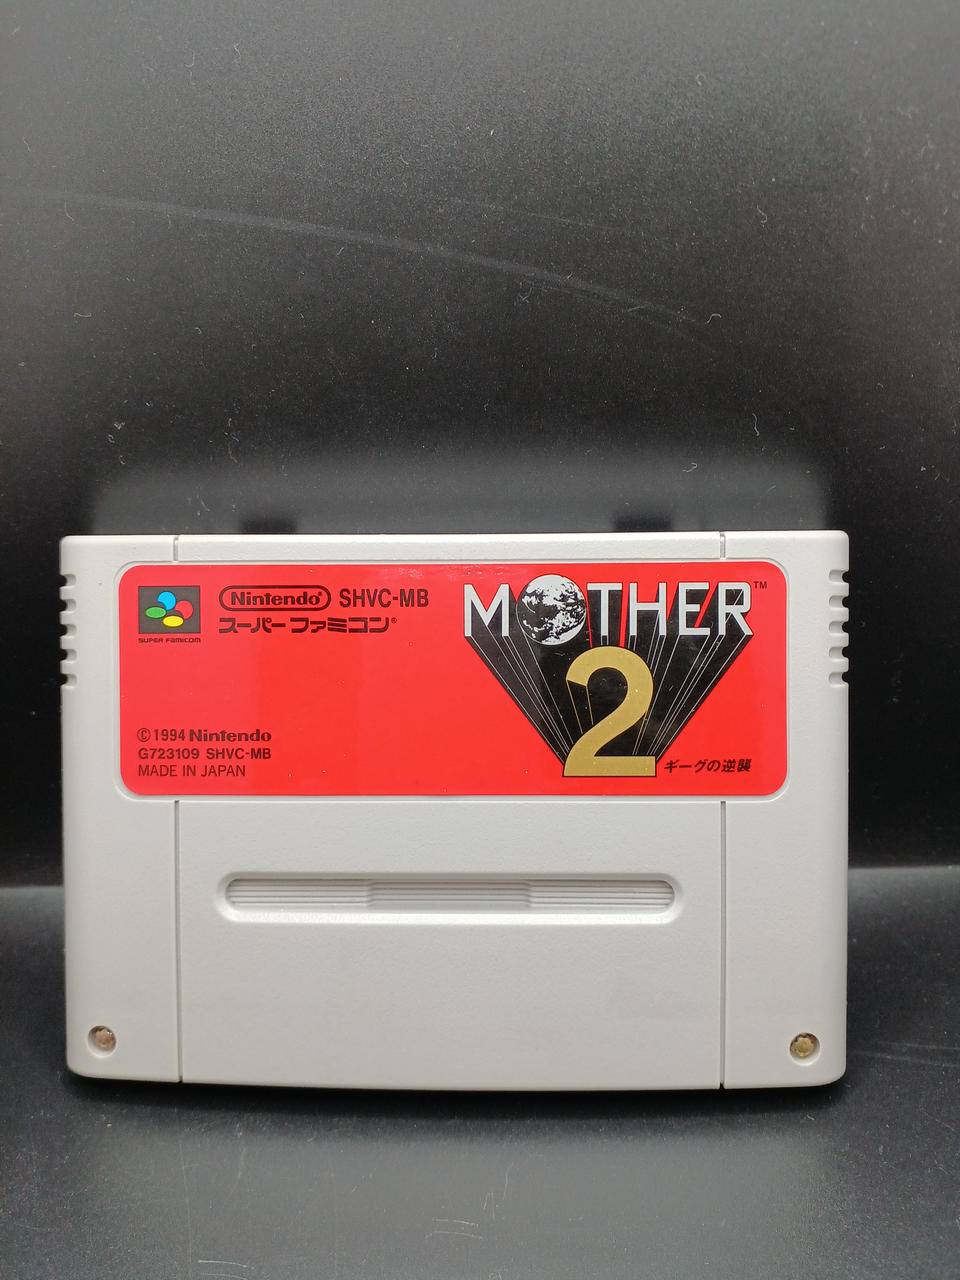 SUPER FAMICOM
Nintendo® SHVC-MB
スーパーファミコン®
©1994 Nintendo
G723109 SHVC-MB
MADE IN JAPAN
MOTHER™
2
ギーグの逆襲